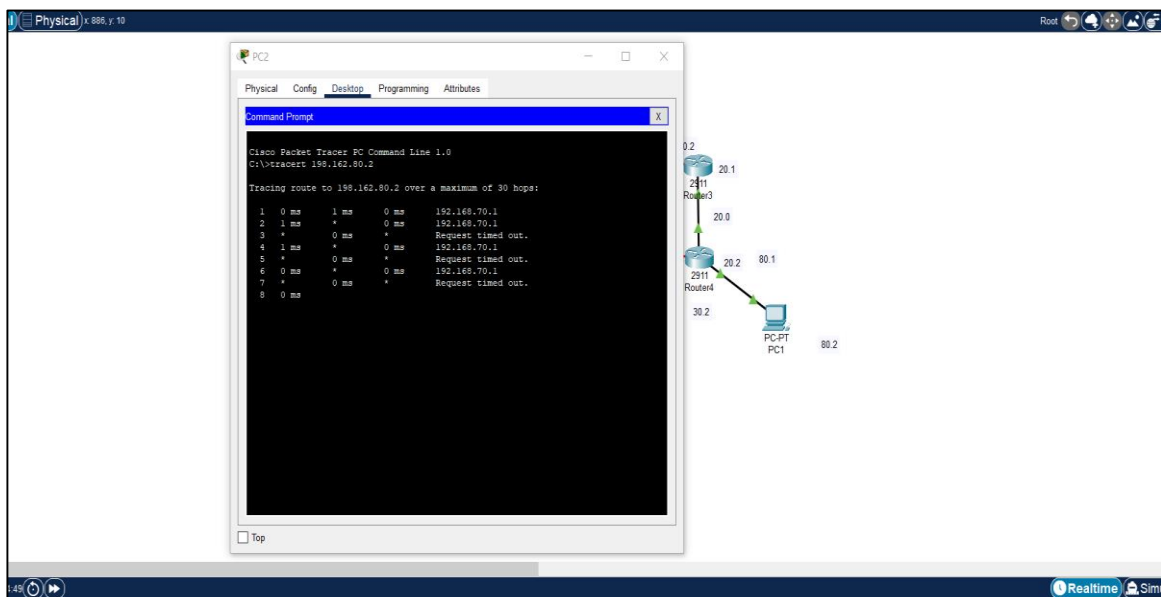 Physical x: 886, y: 10
Root
PC2
Physical Config Desktop Programming Attributes
Command Prompt
X
Cisco Packet Tracer PC Command Line 1.0
C:\>tracert 198.162.80.2
Tracing route to 198.162.80.2 over a maximum of 30 hops:
1 0 ms 1 ms 0 ms 192.168.70.1
2 1 ms * 0 ms 192.168.70.1
3 * 0 ms * Request timed out.
4 1 ms * 0 ms 192.168.70.1
5 * 0 ms * Request timed out.
6 0 ms * 0 ms 192.168.70.1
7 * 0 ms * Request timed out.
8 0 ms
Top
0.2
20.1
2911
Router3
20.0
20.2 80.1
2911
Router4
30.2
PC-PT
PC1
80.2
:49
Realtime
Sim